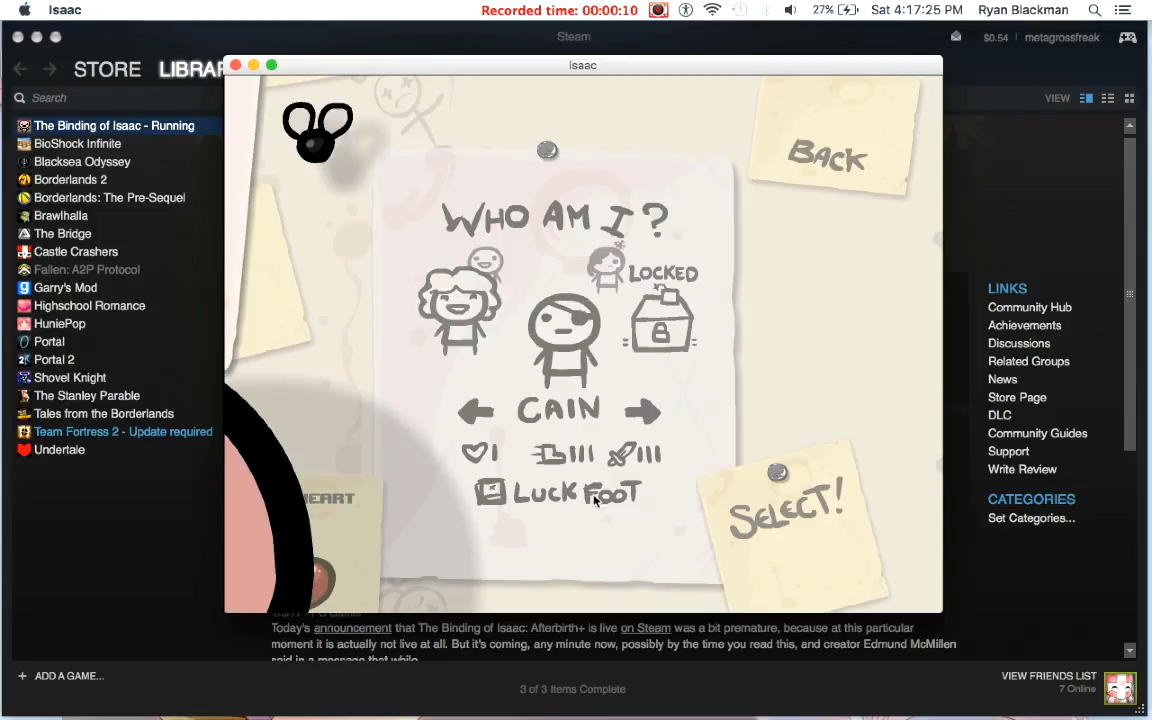 Isaac
Recorded time: 00:00:10
27%
Sat 4:17:25 PM
Ryan Blackman
Steam
$0.54
metagrossfreak
STORE
LIBRAR
Search
VIEW
The Binding of Isaac - Running
BioShock Infinite
Blacksea Odyssey
Borderlands 2
Borderlands: The Pre-Sequel
Brawlhalla
The Bridge
Castle Crashers
Fallen: A2P Protocol
Garry's Mod
Highschool Romance
HuniePop
Portal
Portal 2
Shovel Knight
The Stanley Parable
Tales from the Borderlands
Team Fortress 2 - Update required
Undertale
Isaac
BACK
WHO AM I?
LOCKED
CAIN
LUCK FOOT
HEART
SELECT!
LINKS
Community Hub
Achievements
Discussions
Related Groups
News
Store Page
DLC
Community Guides
Support
Write Review
CATEGORIES
Set Categories...
Today's announcement that The Binding of Isaac: Afterbirth+ is live on Steam was a bit premature, because at this particular
moment it is actually not live at all. But it's coming, any minute now, possibly by the time you read this, and creator Edmund McMillen
said in a message that while
+ ADD A GAME...
3 of 3 Items Complete
VIEW FRIENDS LIST
7 Online